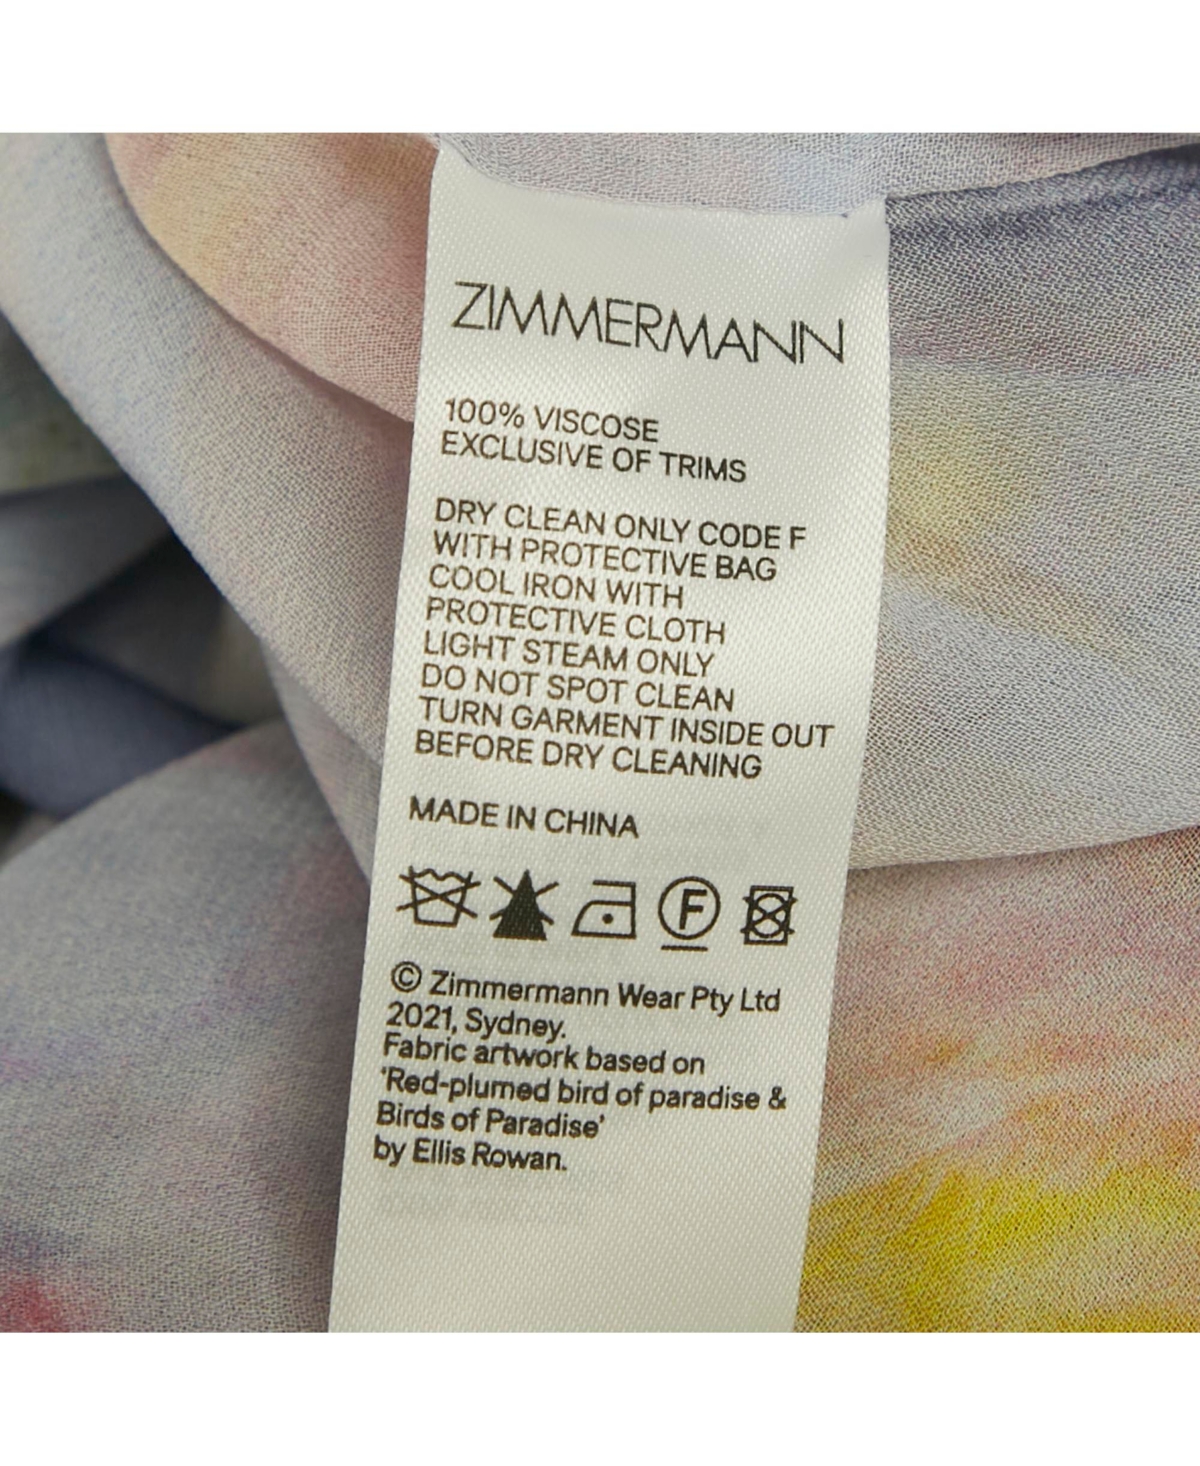 ZIMMERMANN
100% VISCOSE
EXCLUSIVE OF TRIMS
DRY CLEAN ONLY CODE F
WITH PROTECTIVE BAG
COOL IRON WITH
PROTECTIVE CLOTH
LIGHT STEAM ONLY
DO NOT SPOT CLEAN
TURN GARMENT INSIDE OUT
BEFORE DRY CLEANING
MADE IN CHINA
F
© Zimmermann Wear Pty Ltd
2021, Sydney.
Fabric artwork based on
'Red-plumed bird of paradise &
Birds of Paradise'
by Ellis Rowan.